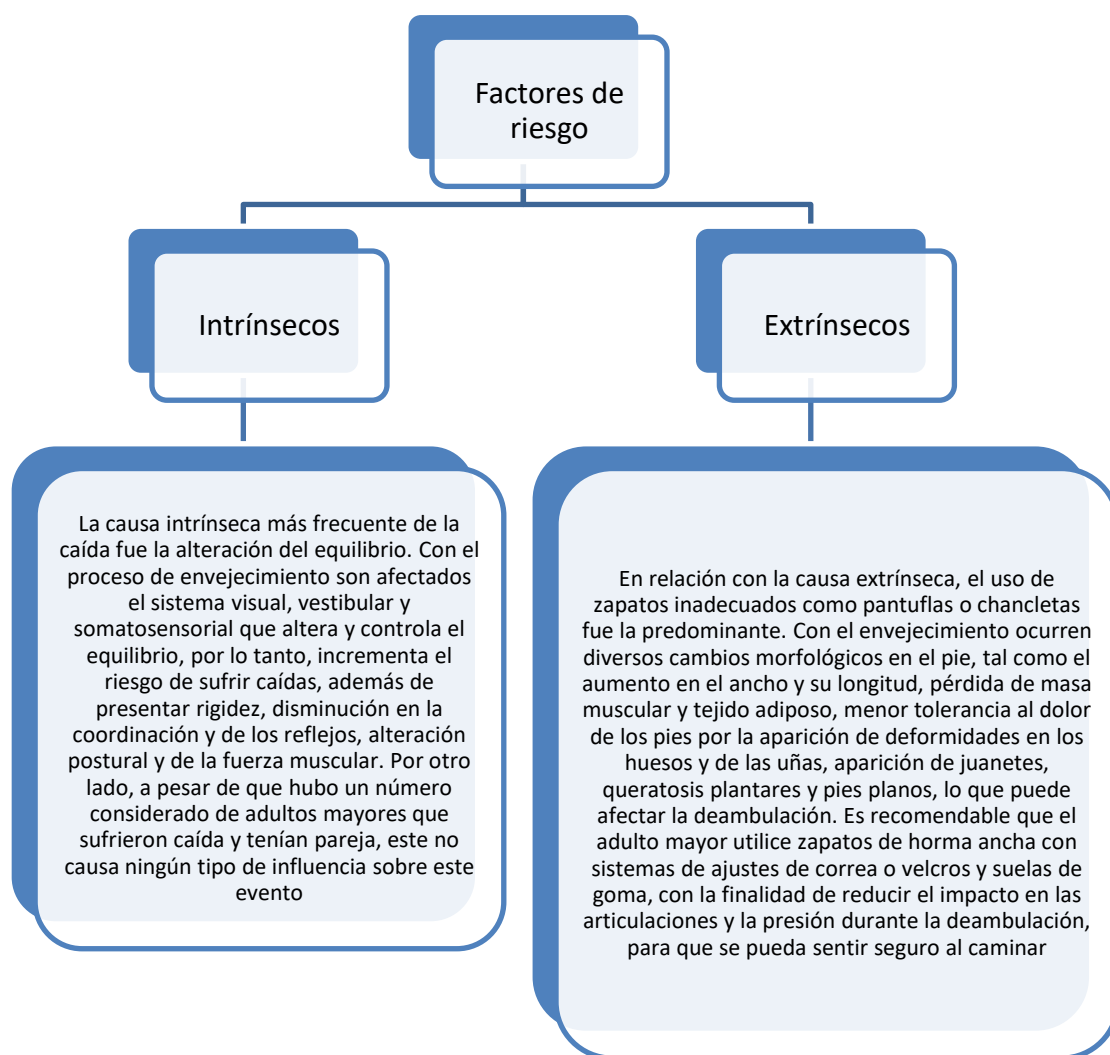 Factores de
riesgo
Intrínsecos
Extrínsecos
La causa intrínseca más frecuente de la
caída fue la alteración del equilibrio. Con el
proceso de envejecimiento son afectados
el sistema visual, vestibular y
somatosensorial que altera y controla el
equilibrio, por lo tanto, incrementa el
riesgo de sufrir caídas, además de
presentar rigidez, disminución en la
coordinación y de los reflejos, alteración
postural y de la fuerza muscular. Por otro
lado, a pesar de que hubo un número
considerado de adultos mayores que
sufrieron caída y tenían pareja, este no
causa ningún tipo de influencia sobre este
evento
En relación con la causa extrínseca, el uso de
zapatos inadecuados como pantuflas o chancletas
fue la predominante. Con el envejecimiento ocurren
diversos cambios morfológicos en el pie, tal como el
aumento en el ancho y su longitud, pérdida de masa
muscular y tejido adiposo, menor tolerancia al dolor
de los pies por la aparición de deformidades en los
huesos y de las uñas, aparición de juanetes,
queratosis plantares y pies planos, lo que puede
afectar la deambulación. Es recomendable que el
adulto mayor utilice zapatos de horma ancha con
sistemas de ajustes de correa o velcros y suelas de
goma, con la finalidad de reducir el impacto en las
articulaciones y la presión durante la deambulación,
para que se pueda sentir seguro al caminar